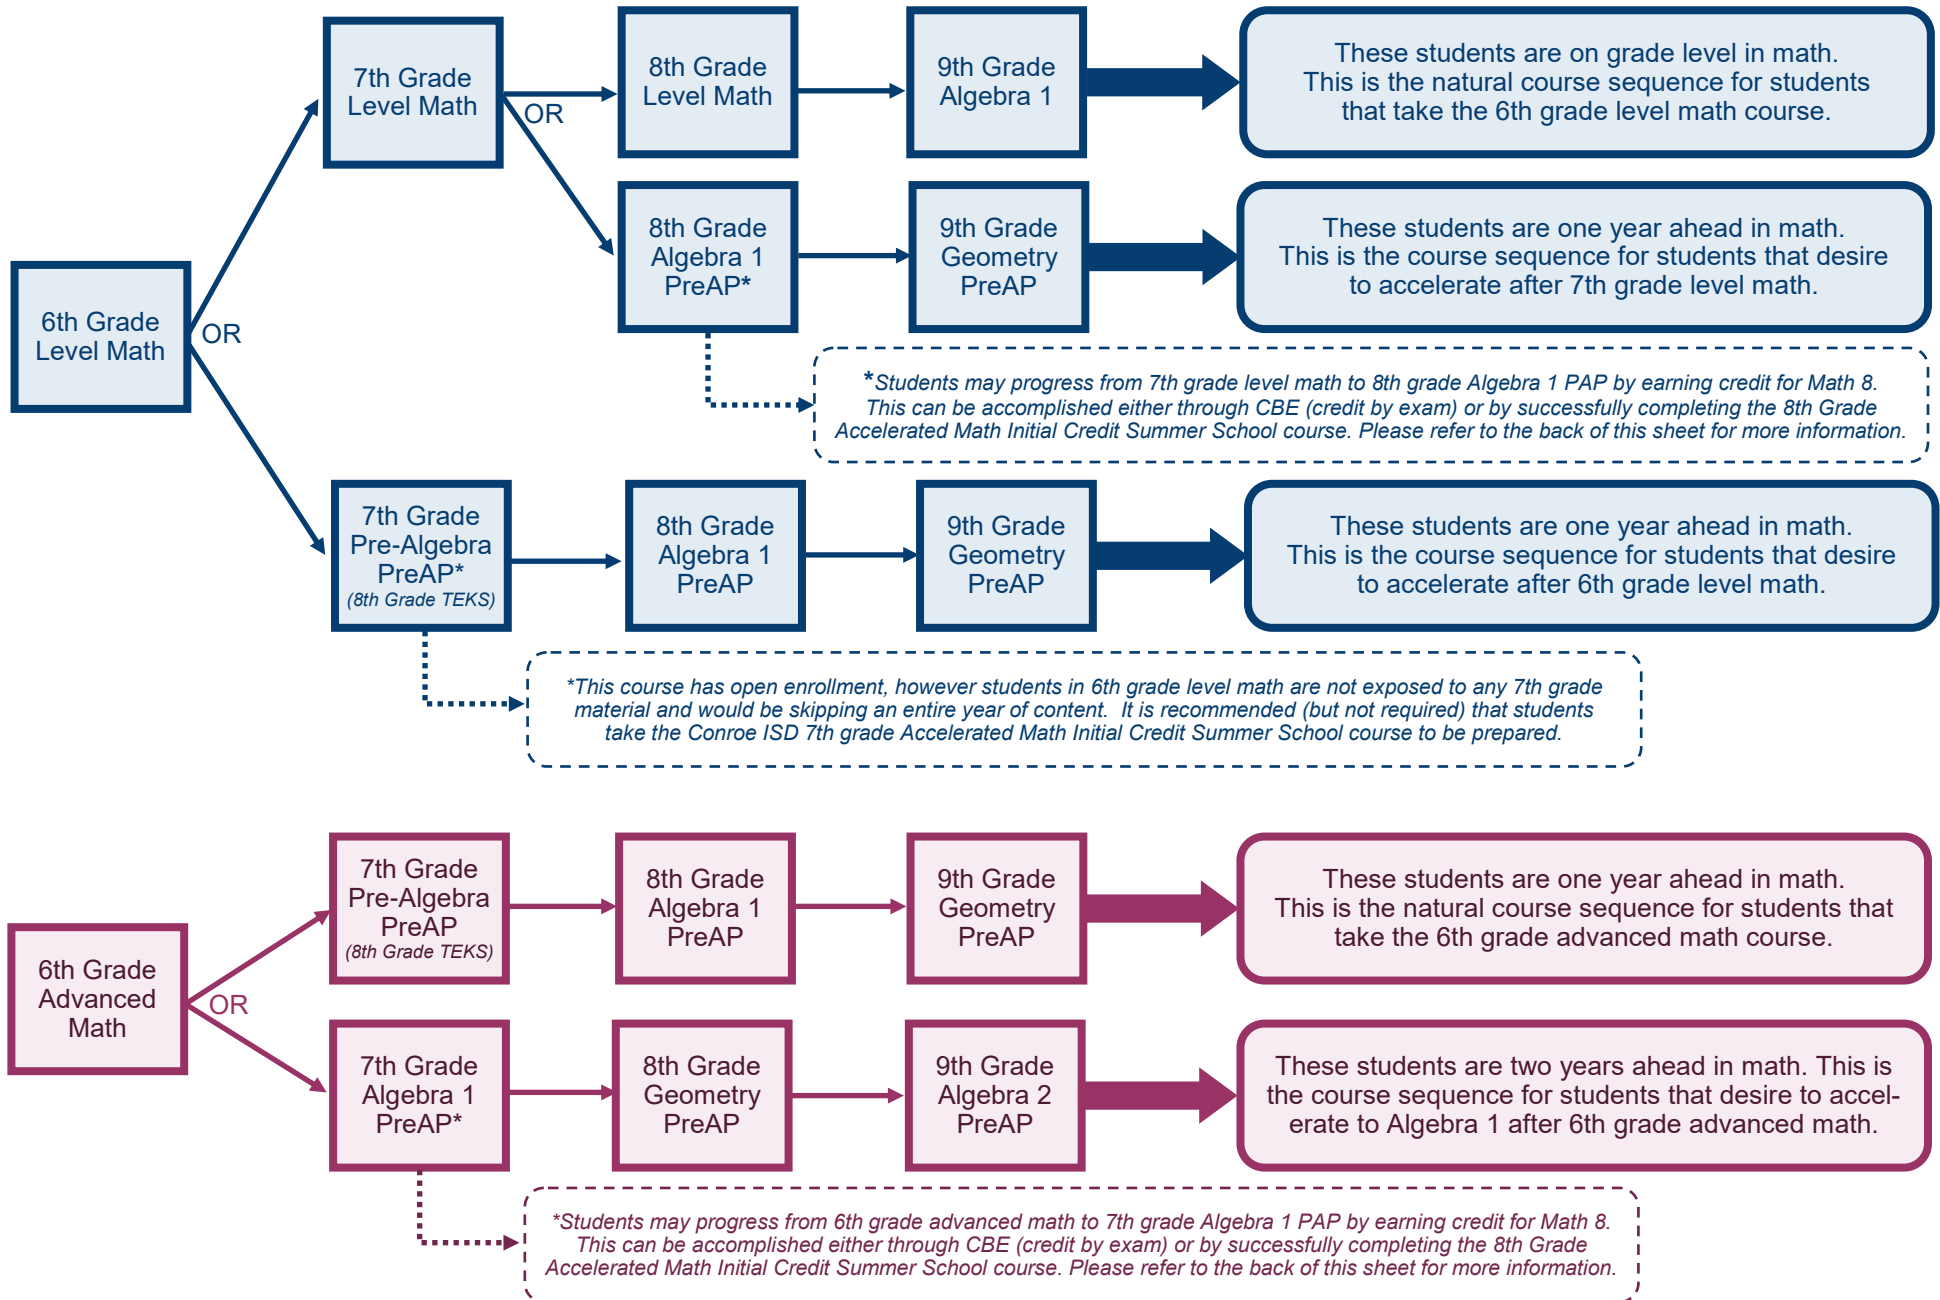 7th Grade
Level Math
8th Grade
Level Math
9th Grade
Algebra 1
These students are on grade level in math.
This is the natural course sequence for students
that take the 6th grade level math course.
OR
8th Grade
Algebra 1
PreAP*
9th Grade
Geometry
PreAP
These students are one year ahead in math.
This is the course sequence for students that desire
to accelerate after 7th grade level math.
6th Grade
Level Math
OR
*Students may progress from 7th grade level math to 8th grade Algebra 1 PAP by earning credit for Math 8.
This can be accomplished either through CBE (credit by exam) or by successfully completing the 8th Grade
Accelerated Math Initial Credit Summer School course. Please refer to the back of this sheet for more information.
7th Grade
Pre-Algebra
PreAP*
(8th Grade TEKS)
8th Grade
Algebra 1
PreAP
9th Grade
Geometry
PreAP
These students are one year ahead in math.
This is the course sequence for students that desire
to accelerate after 6th grade level math.
*This course has open enrollment, however students in 6th grade level math are not exposed to any 7th grade
material and would be skipping an entire year of content.  It is recommended (but not required) that students
take the Conroe ISD 7th grade Accelerated Math Initial Credit Summer School course to be prepared.
7th Grade
Pre-Algebra
PreAP
(8th Grade TEKS)
8th Grade
Algebra 1
PreAP
9th Grade
Geometry
PreAP
These students are one year ahead in math.
This is the natural course sequence for students that
take the 6th grade advanced math course.
6th Grade
Advanced
Math
OR
7th Grade
Algebra 1
PreAP*
8th Grade
Geometry
PreAP
9th Grade
Algebra 2
PreAP
These students are two years ahead in math. This is
the course sequence for students that desire to accel-
erate to Algebra 1 after 6th grade advanced math.
*Students may progress from 6th grade advanced math to 7th grade Algebra 1 PAP by earning credit for Math 8.
This can be accomplished either through CBE (credit by exam) or by successfully completing the 8th Grade
Accelerated Math Initial Credit Summer School course. Please refer to the back of this sheet for more information.